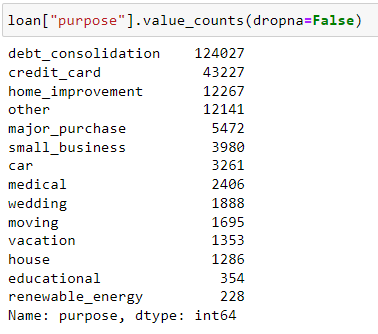 loan["purpose"].value_counts(dropna=False)
debt_consolidation    124027
credit_card            43227
home_improvement       12267
other                  12141
major_purchase          5472
small_business          3980
car                     3261
medical                 2406
wedding                 1888
moving                  1695
vacation                1353
house                   1286
educational              354
renewable_energy         228
Name: purpose, dtype: int64